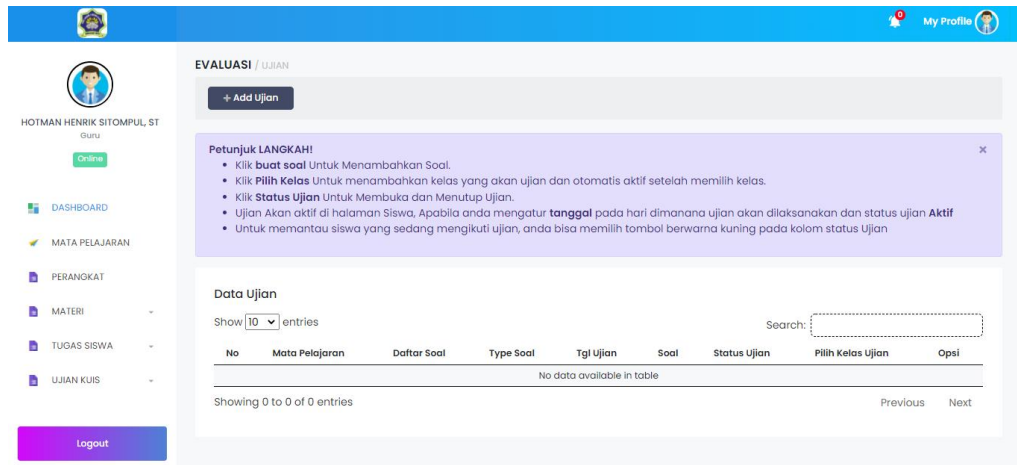 0
My Profile
HOTMAN HENRIK SITOMPUL, ST
Guru
Online
DASHBOARD
MATA PELAJARAN
PERANGKAT
MATERI
TUGAS SISWA
UJIAN KUIS
Logout
EVALUASI / UJIAN
+ Add Ujian
Petunjuk LANGKAH!
×
• Klik buat soal Untuk Menambahkan Soal.
• Klik Pilih Kelas Untuk menambahkan kelas yang akan ujian dan otomatis aktif setelah memilih kelas.
• Klik Status Ujian Untuk Membuka dan Menutup Ujian.
• Ujian Akan aktif di halaman Siswa, Apabila anda mengatur tanggal pada hari dimanana ujian akan dilaksanakan dan status ujian Aktif
• Untuk memantau siswa yang sedang mengikuti ujian, anda bisa memilih tombol berwarna kuning pada kolom status Ujian
Data Ujian
Show 10 entries
Search:
No Mata Pelajaran Daftar Soal Type Soal Tgl Ujian Soal Status Ujian Pilih Kelas Ujian Opsi
No data available in table
Showing 0 to 0 of 0 entries
Previous Next